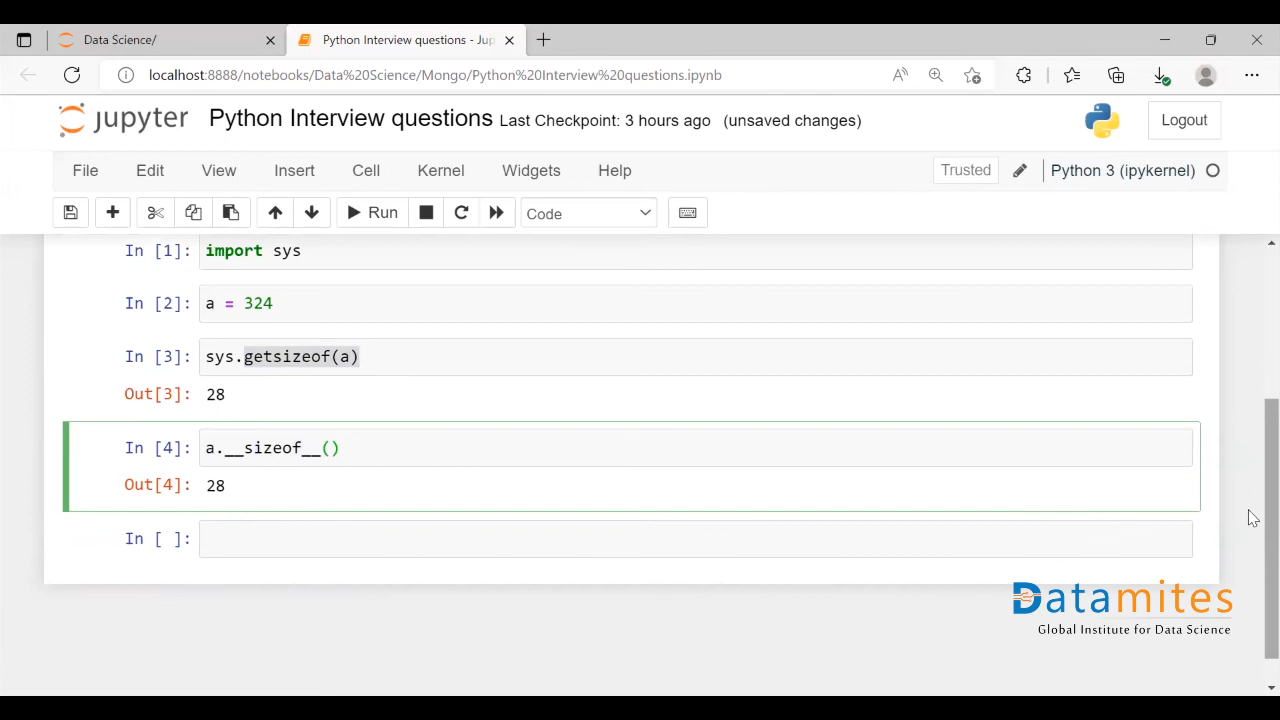 Data Science/
Python Interview questions - Jup
localhost:8888/notebooks/Data%20Science/Mongo/Python%20Interview%20questions.ipynb
jupyter Python Interview questions Last Checkpoint: 3 hours ago (unsaved changes)
Logout
File Edit View Insert Cell Kernel Widgets Help
Trusted
Python 3 (ipykernel)
Run
Code
In [1]: import sys
In [2]: a = 324
In [3]: sys.getsizeof(a)
Out[3]: 28
In [4]: a.__sizeof__()
Out[4]: 28
In [ ]:
Datamites
Global Institute for Data Science